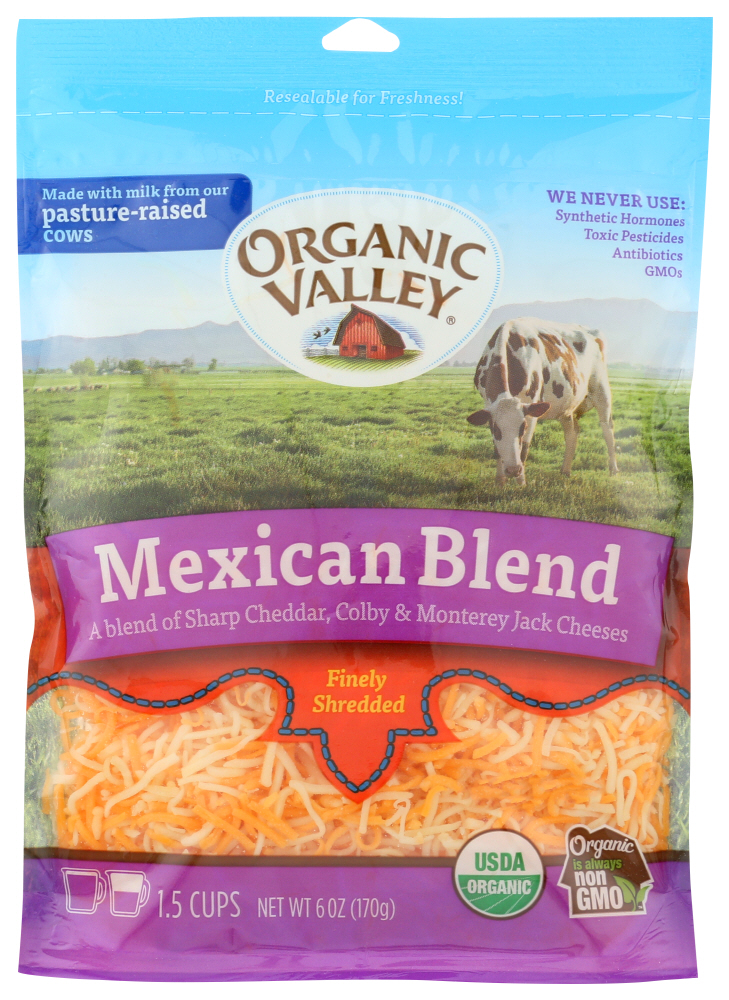 Resealable for Freshness!
Made with milk from our
pasture-raised
cows
WE NEVER USE:
Synthetic Hormones
Toxic Pesticides
Antibiotics
GMOs
ORGANIC
VALLEY®
Mexican Blend
A blend of Sharp Cheddar, Colby & Monterey Jack Cheeses
Finely
Shredded
1.5 CUPS NET WT 6 OZ (170g)
USDA
ORGANIC
Organic
is always
non
GMO